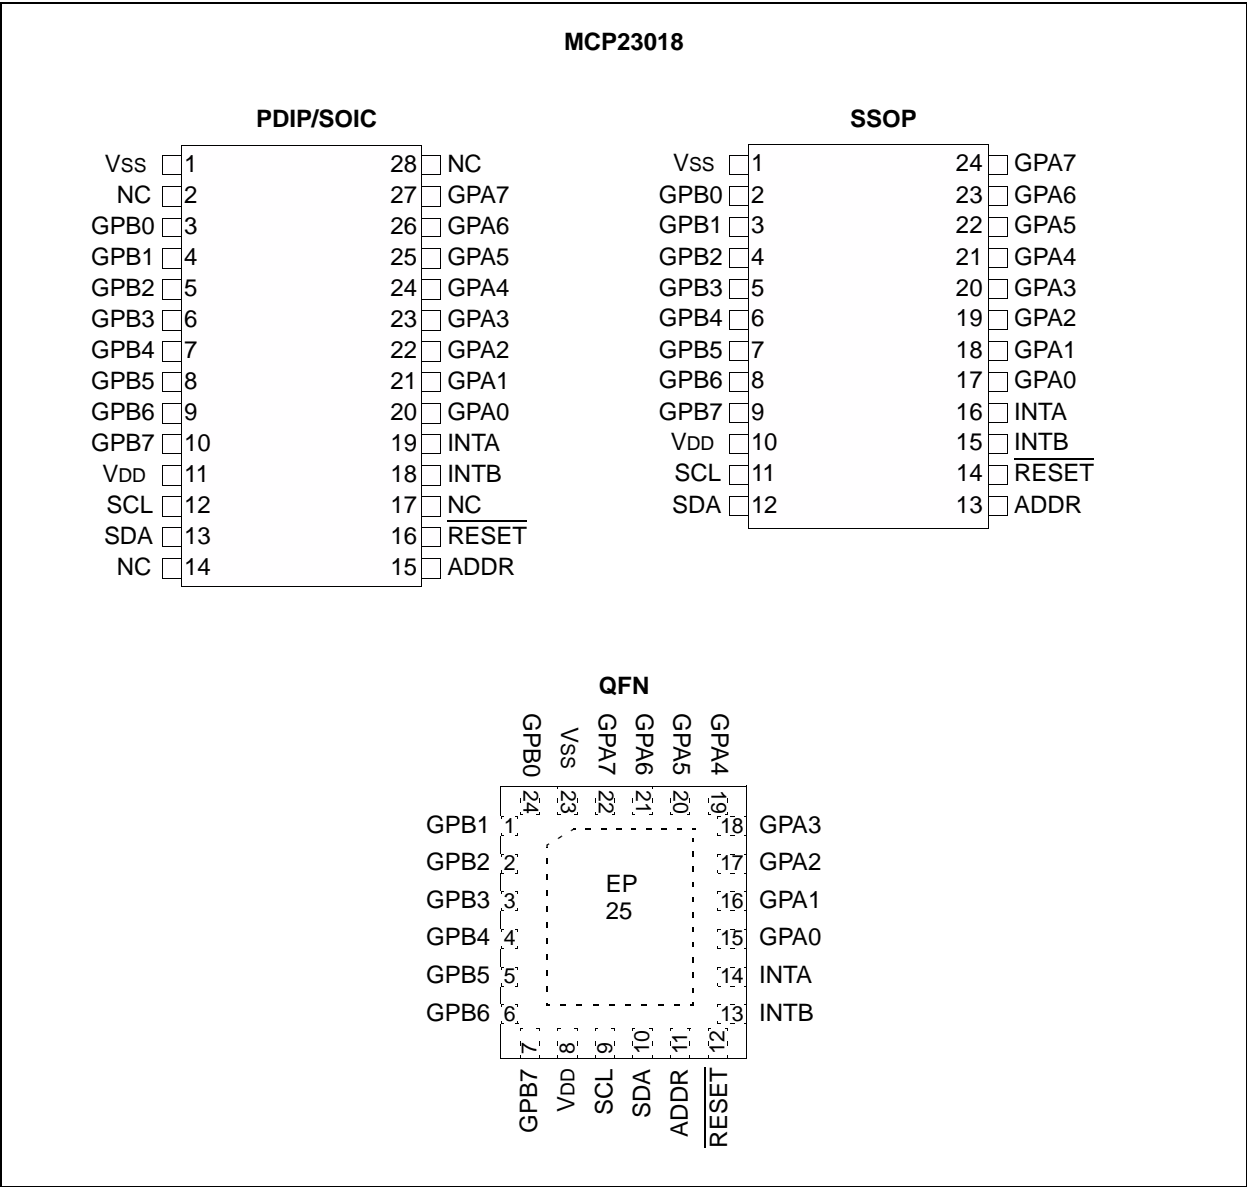 MCP23018
PDIP/SOIC
VSS 1 28 NC
NC 2 27 GPA7
GPB0 3 26 GPA6
GPB1 4 25 GPA5
GPB2 5 24 GPA4
GPB3 6 23 GPA3
GPB4 7 22 GPA2
GPB5 8 21 GPA1
GPB6 9 20 GPA0
GPB7 10 19 INTA
VDD 11 18 INTB
SCL 12 17 NC
SDA 13 16 RESET
NC 14 15 ADDR
SSOP
VSS 1 24 GPA7
GPB0 2 23 GPA6
GPB1 3 22 GPA5
GPB2 4 21 GPA4
GPB3 5 20 GPA3
GPB4 6 19 GPA2
GPB5 7 18 GPA1
GPB6 8 17 GPA0
GPB7 9 16 INTA
VDD 10 15 INTB
SCL 11 14 RESET
SDA 12 13 ADDR
QFN
GPB0 VSS GPA7 GPA6 GPA5 GPA4
24 23 22 21 20 19
GPB1 1 18 GPA3
GPB2 2 17 GPA2
GPB3 3 16 GPA1
GPB4 4 15 GPA0
GPB5 5 14 INTA
GPB6 6 13 INTB
EP
25
7 8 9 10 11 12
GPB7 VDD SCL SDA ADDR RESET